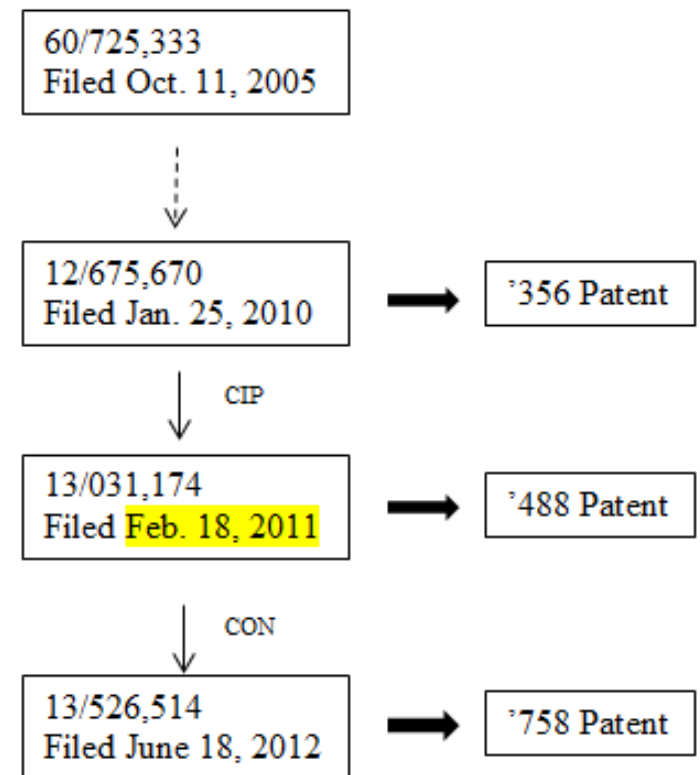 60/725,333
Filed Oct. 11, 2005
12/675,670
Filed Jan. 25, 2010
’356 Patent
CIP
13/031,174
Filed Feb. 18, 2011
’488 Patent
CON
13/526,514
Filed June 18, 2012
’758 Patent